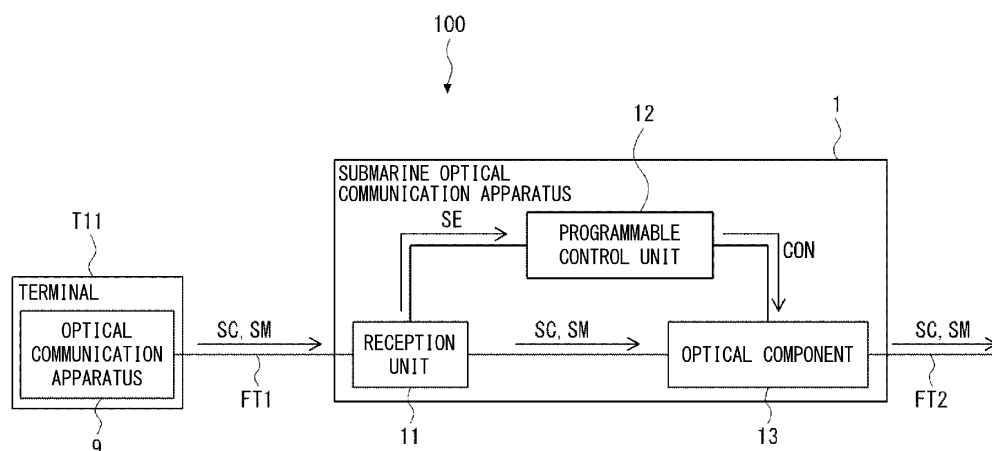 100
12
1
SUBMARINE OPTICAL
COMMUNICATION APPARATUS
SE
PROGRAMMABLE
CONTROL UNIT
CON
T11
TERMINAL
OPTICAL
COMMUNICATION
APPARATUS
SC, SM
RECEPTION
UNIT
SC, SM
OPTICAL COMPONENT
SC, SM
FT1
FT2
9
11
13